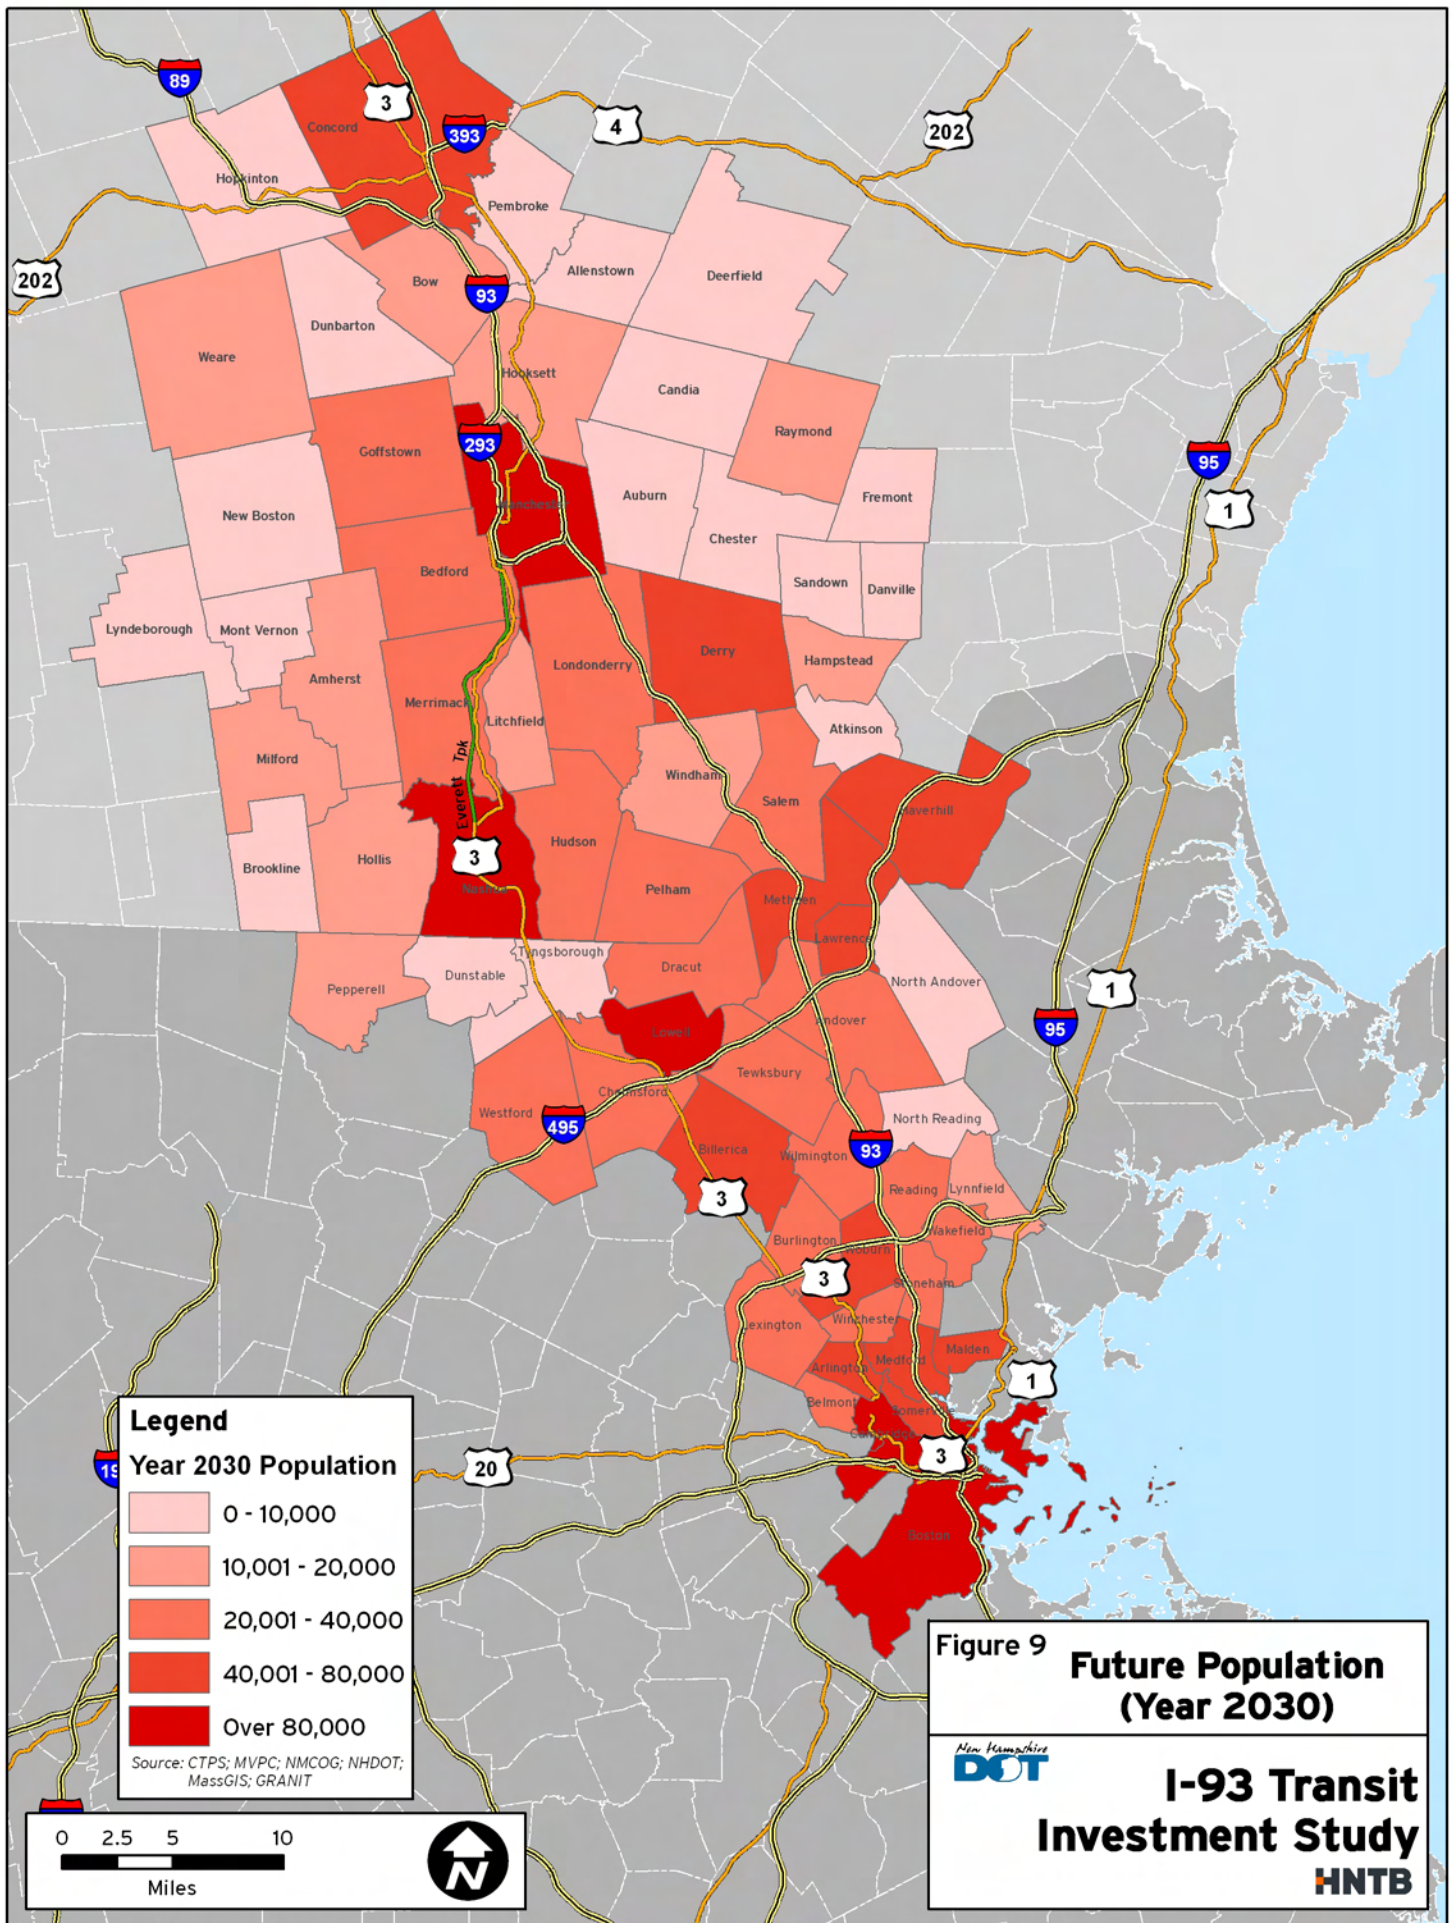 89
3
Concord
393
4
202
Hopkinton
Pembroke
202
Allenstown
Deerfield
Bow
93
Dunbarton
Weare
Hooksett
Candia
Raymond
Goffstown
293
95
Auburn
Fremont
1
New Boston
Manchester
Chester
Bedford
Sandown
Danville
Lyndeborough
Mont Vernon
Derry
Hampstead
Londonderry
Amherst
Merrimack
Litchfield
Atkinson
Everett Tpk
Milford
Windham
Salem
Haverhill
Hudson
3
Hollis
Brookline
Nashua
Pelham
Methuen
Lawrence
Tyngsborough
Dunstable
Dracut
North Andover
Pepperell
1
95
Andover
Lowell
Tewksbury
Chelmsford
Westford
495
North Reading
Billerica
93
Wilmington
3
Reading
Lynnfield
Wakefield
Burlington
Woburn
3
Stoneham
Winchester
Lexington
Malden
Medford
Arlington
1
Belmont
Somerville
Cambridge
3
20
19
Boston
Legend
Year 2030 Population
0 - 10,000
10,001 - 20,000
20,001 - 40,000
40,001 - 80,000
Over 80,000
Source: CTPS; MVPC; NMCOG; NHDOT;
MassGIS; GRANIT
0 2.5 5 10
Miles
N
Figure 9
Future Population
(Year 2030)
New Hampshire
DOT
I-93 Transit
Investment Study
HNTB